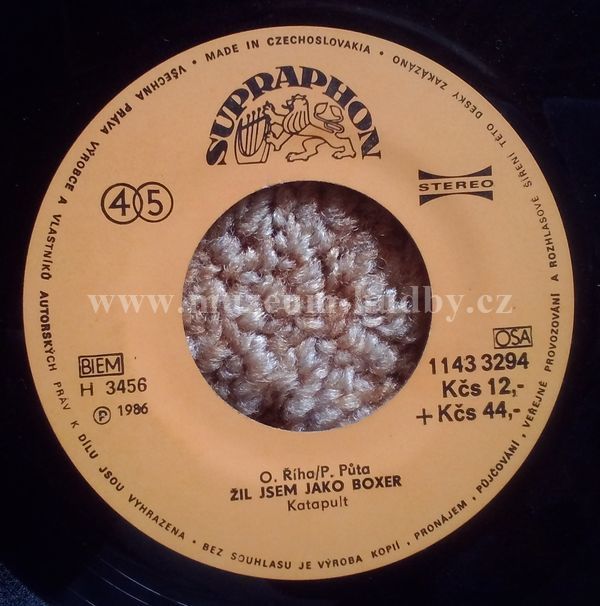 VŠECHNA PRÁVA VÝROBCE A VLASTNÍKŮ AUTORSKÝCH PRÁV K DÍLU JSOU VYHRAZENA • BEZ SOUHLASU JE VÝROBA KOPIÍ, • PRONÁJEM, • PŮJČOVÁNÍ, • VEŘEJNÉ PROVOZOVÁNÍ A ROZHLASOVÉ ŠÍŘENÍ TÉTO DESKY ZAKÁZÁNO • MADE IN CZECHOSLOVAKIA •
SUPRAPHON
45
STEREO
www.muzeum-hudby.cz
BIEM
H 3456
Ⓟ 1986
OSA
1143 3294
Kčs 12,-
+ Kčs 44,-
O. Říha/P. Půta
ŽIL JSEM JAKO BOXER
Katapult